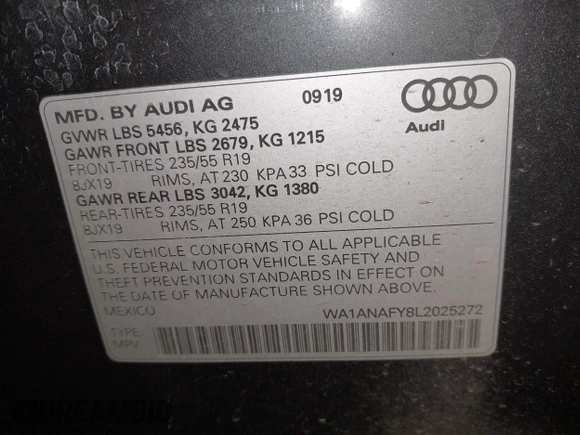 MFD. BY AUDI AG 0919
GVWR LBS 5456, KG 2475
GAWR FRONT LBS 2679, KG 1215
FRONT-TIRES 235/55 R19
8JX19 RIMS, AT 230 KPA 33 PSI COLD
GAWR REAR LBS 3042, KG 1380
REAR-TIRES 235/55 R19
8JX19 RIMS, AT 250 KPA 36 PSI COLD
Audi
THIS VEHICLE CONFORMS TO ALL APPLICABLE
U.S. FEDERAL MOTOR VEHICLE SAFETY AND
THEFT PREVENTION STANDARDS IN EFFECT ON
THE DATE OF MANUFACTURE SHOWN ABOVE.
MEXICO WA1ANAFY8L2025272
TYPE:
MPV
DREAMBID